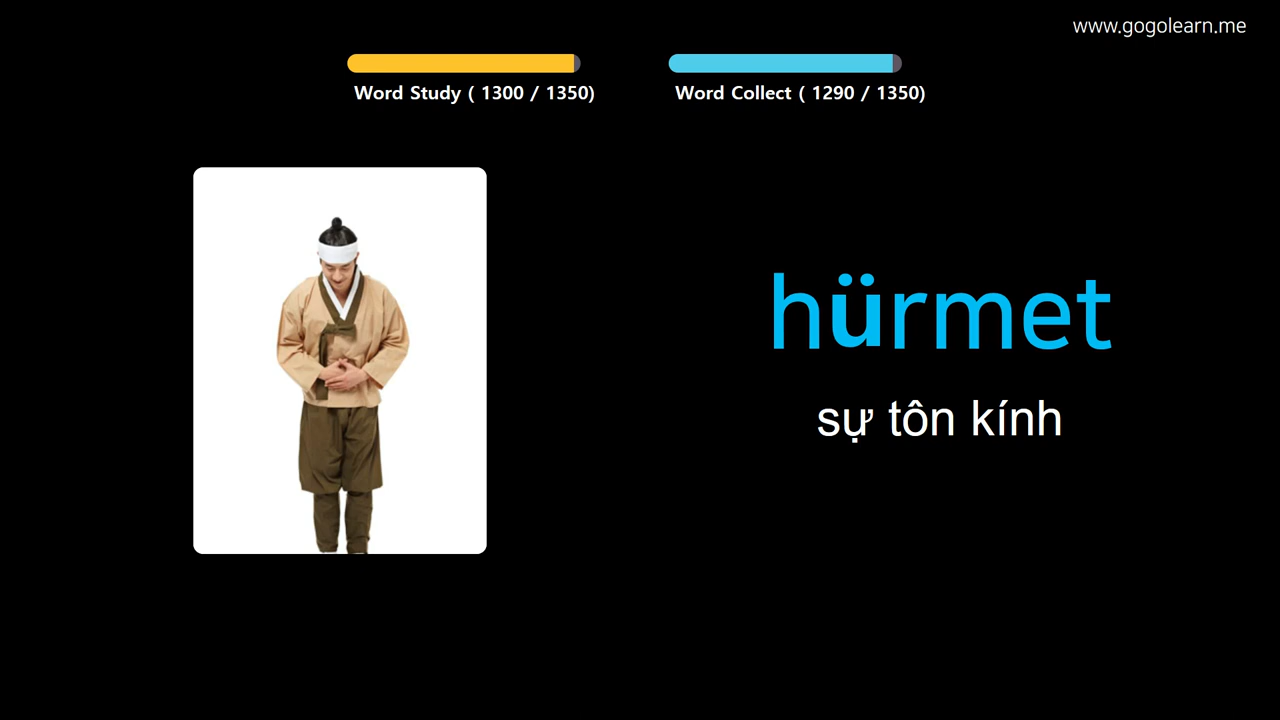 www.gogolearn.me
Word Study ( 1300 / 1350)
Word Collect ( 1290 / 1350)
hürmet
sự tôn kính